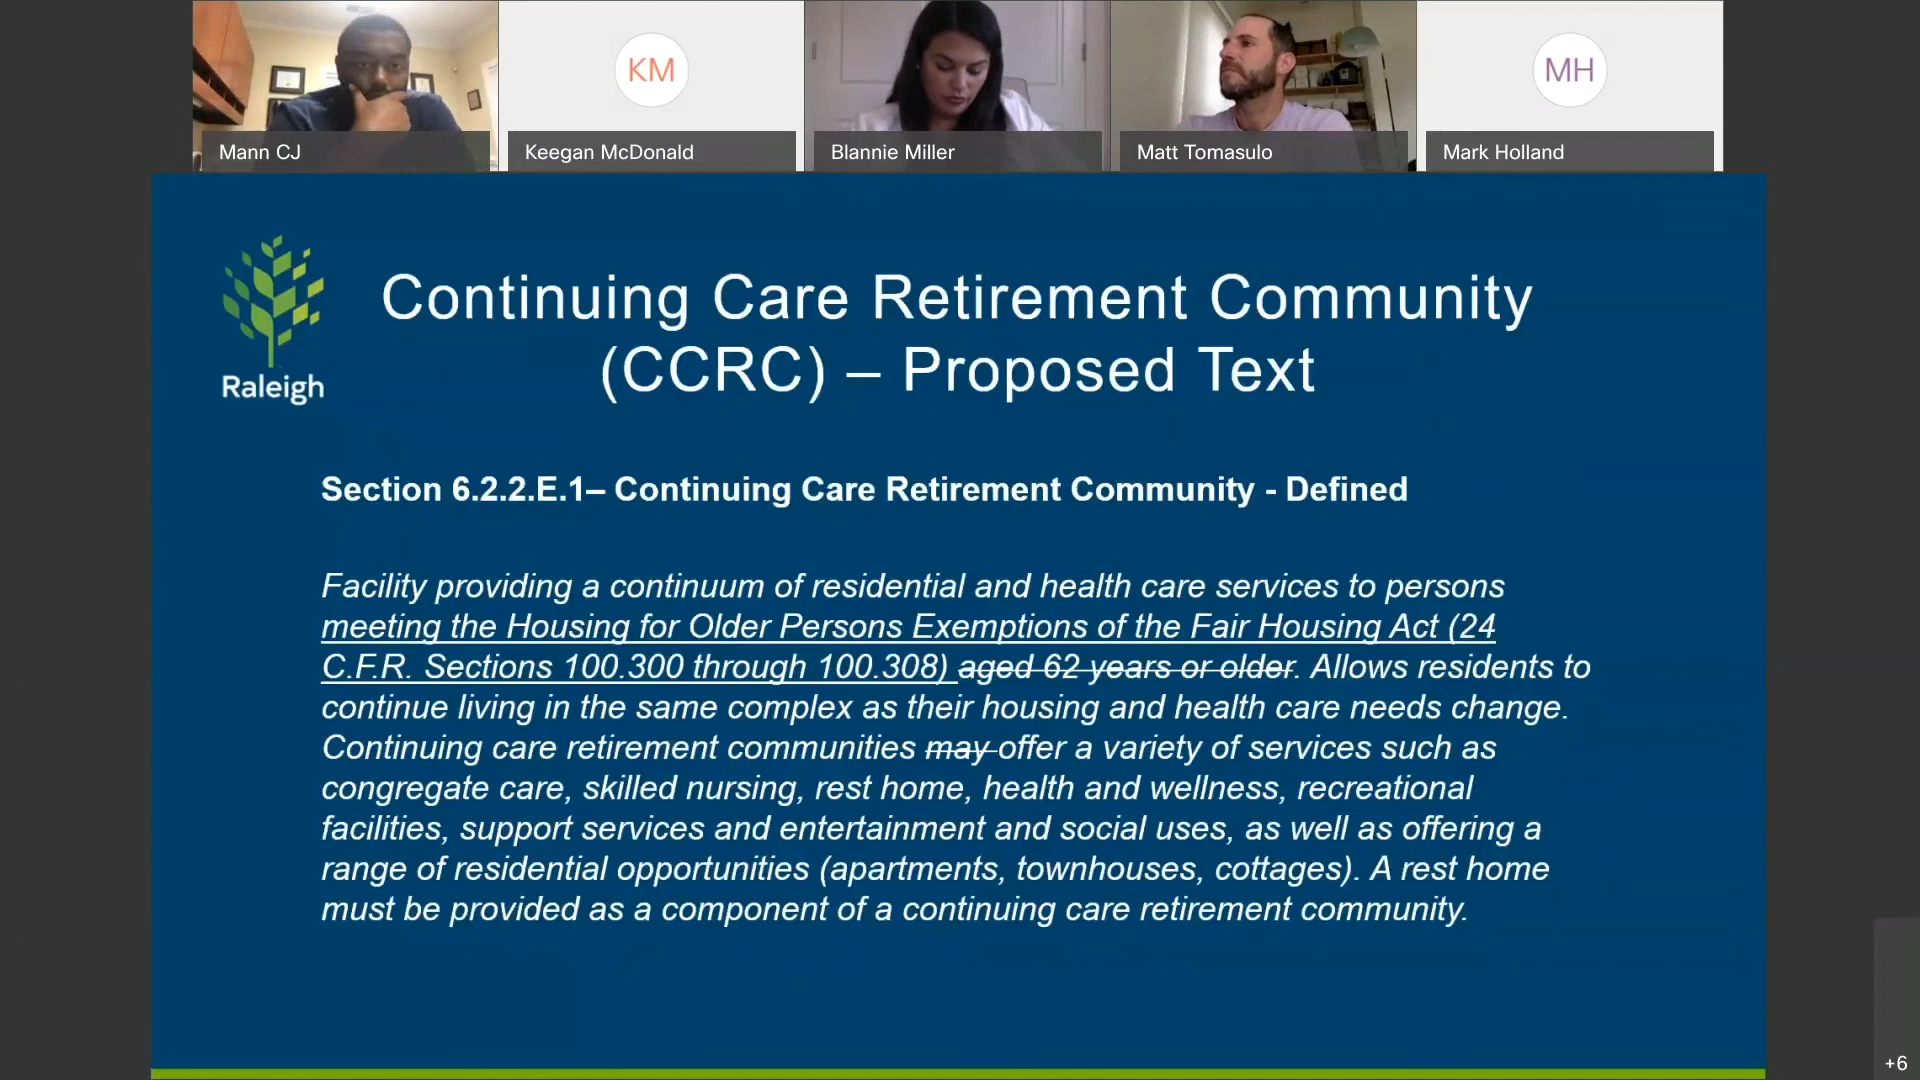 KM
MH
Mann CJ
Keegan McDonald
Blannie Miller
Matt Tomasulo
Mark Holland
Raleigh
Continuing Care Retirement Community
(CCRC) – Proposed Text
Section 6.2.2.E.1– Continuing Care Retirement Community - Defined
Facility providing a continuum of residential and health care services to persons
meeting the Housing for Older Persons Exemptions of the Fair Housing Act (24
C.F.R. Sections 100.300 through 100.308) aged 62 years or older. Allows residents to
continue living in the same complex as their housing and health care needs change.
Continuing care retirement communities may offer a variety of services such as
congregate care, skilled nursing, rest home, health and wellness, recreational
facilities, support services and entertainment and social uses, as well as offering a
range of residential opportunities (apartments, townhouses, cottages). A rest home
must be provided as a component of a continuing care retirement community.
+6